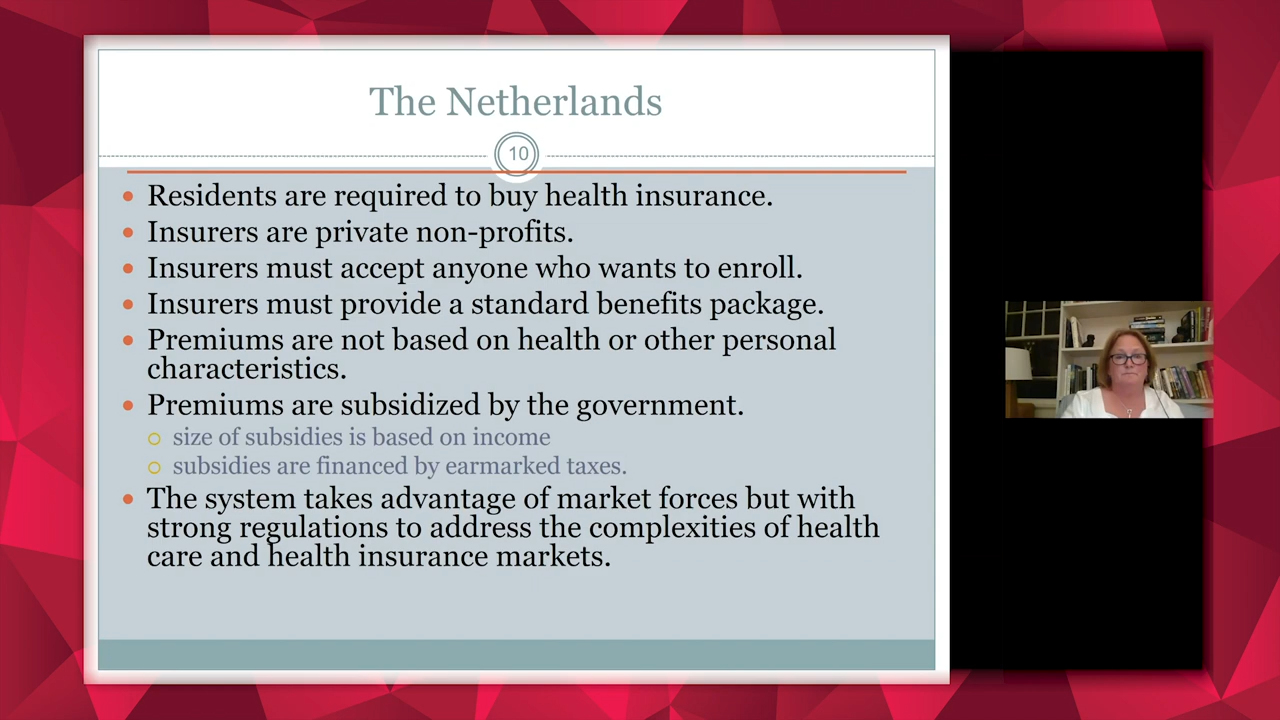 The Netherlands
10
Residents are required to buy health insurance.
Insurers are private non-profits.
Insurers must accept anyone who wants to enroll.
Insurers must provide a standard benefits package.
Premiums are not based on health or other personal
characteristics.
Premiums are subsidized by the government.
size of subsidies is based on income
subsidies are financed by earmarked taxes.
The system takes advantage of market forces but with
strong regulations to address the complexities of health
care and health insurance markets.